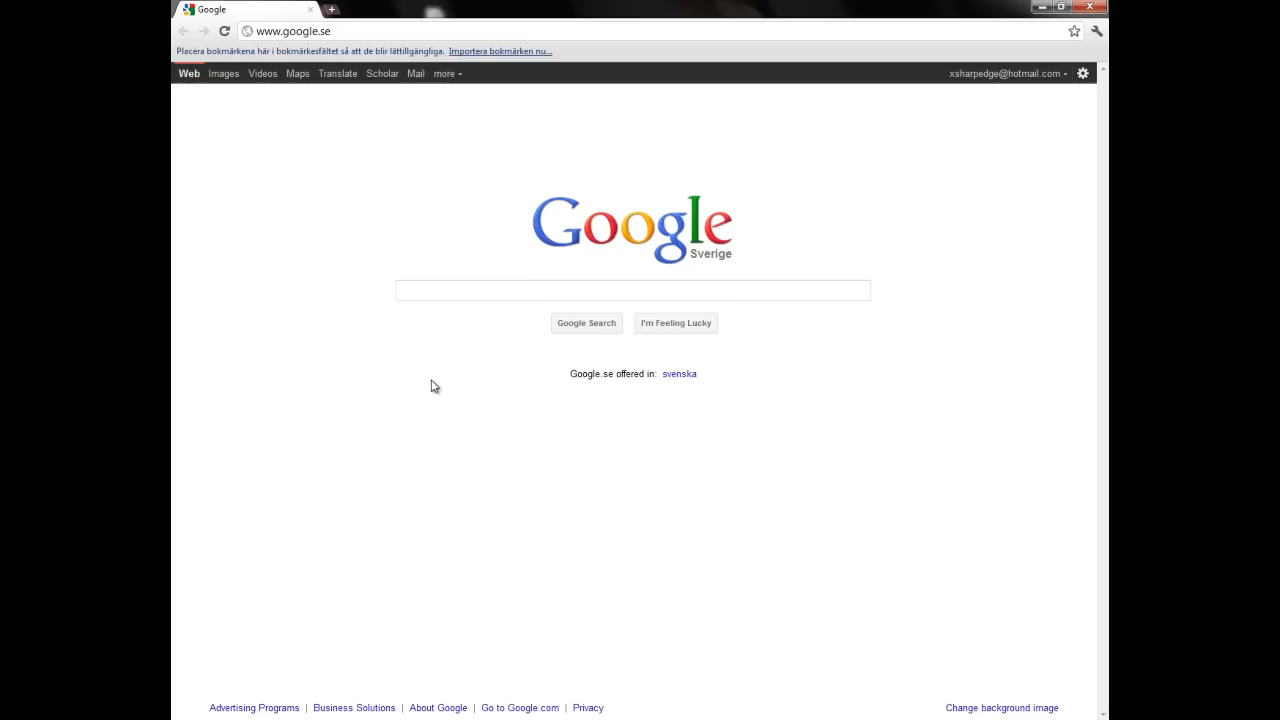 Google
www.google.se
Placera bokmärkena här i bokmärkesfältet så att de blir lättillgängliga. Importera bokmärken nu...
Web Images Videos Maps Translate Scholar Mail more xsharpedge@hotmail.com
Google
Sverige
Google Search I'm Feeling Lucky
Google.se offered in: svenska
Advertising Programs | Business Solutions | About Google | Go to Google.com | Privacy Change background image